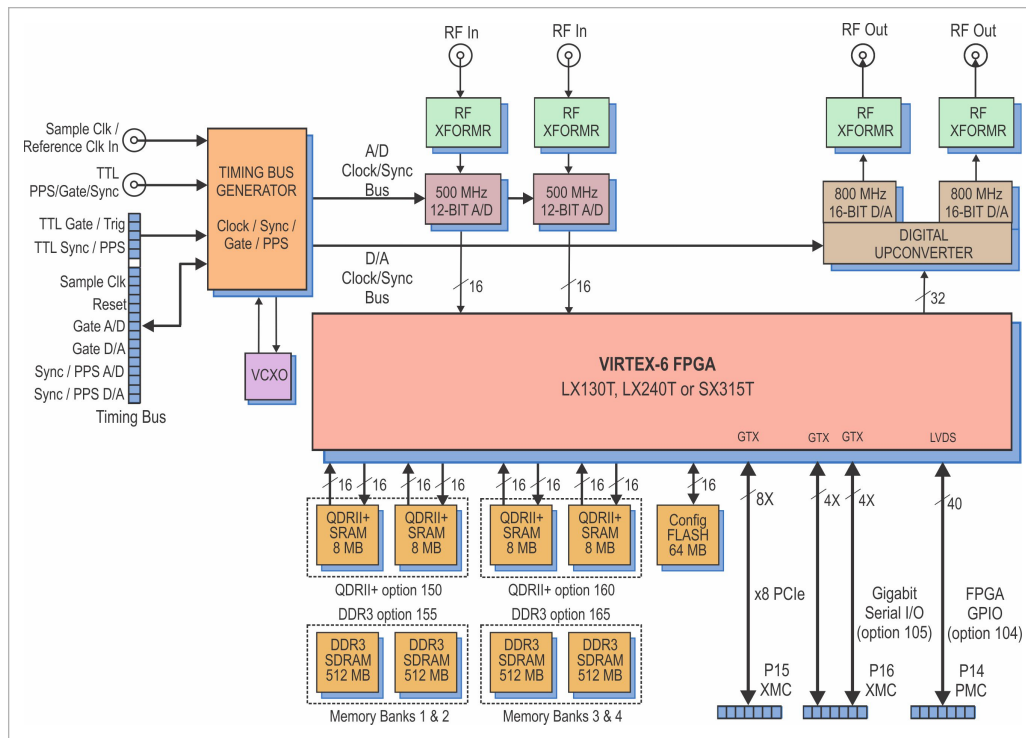 RF In
RF In
RF Out
RF Out
Sample Clk /
Reference Clk In
TTL
PPS/Gate/Sync
TTL Gate / Trig
TTL Sync / PPS
Sample Clk
Reset
Gate A/D
Gate D/A
Sync / PPS A/D
Sync / PPS D/A
Timing Bus
TIMING BUS
GENERATOR
Clock / Sync /
Gate / PPS
VCXO
A/D
Clock/Sync
Bus
D/A
Clock/Sync
Bus
RF
XFORMR
RF
XFORMR
RF
XFORMR
RF
XFORMR
500 MHz
12-BIT A/D
500 MHz
12-BIT A/D
800 MHz
16-BIT D/A
800 MHz
16-BIT D/A
DIGITAL
UPCONVERTER
16
16
32
VIRTEX-6 FPGA
LX130T, LX240T or SX315T
GTX
GTX
GTX
LVDS
16
16
16
16
16
16
16
16
16
8X
4X
4X
40
QDRII+
SRAM
8 MB
QDRII+
SRAM
8 MB
QDRII+
SRAM
8 MB
QDRII+
SRAM
8 MB
Config
FLASH
64 MB
QDRII+ option 150
QDRII+ option 160
DDR3 option 155
DDR3 option 165
DDR3
SDRAM
512 MB
DDR3
SDRAM
512 MB
DDR3
SDRAM
512 MB
DDR3
SDRAM
512 MB
Memory Banks 1 & 2
Memory Banks 3 & 4
x8 PCIe
Gigabit
Serial I/O
(option 105)
FPGA
GPIO
(option 104)
P15
XMC
P16
XMC
P14
PMC